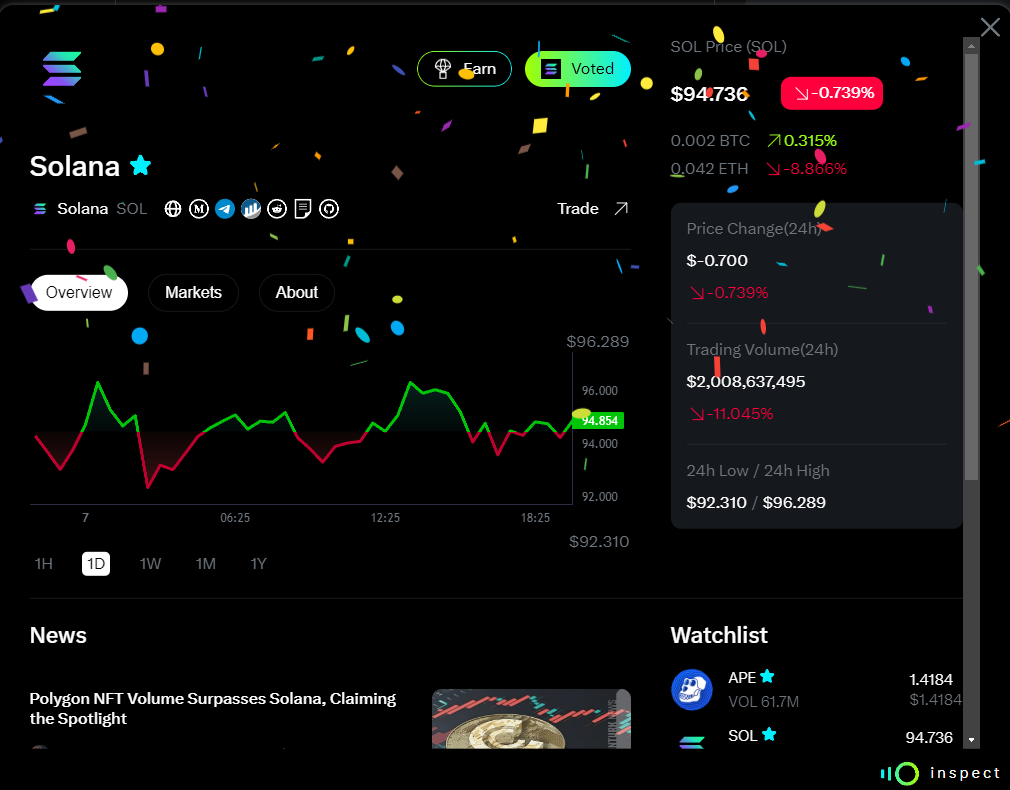 Earn
Voted
SOL Price (SOL)
$94.736
-0.739%
0.002 BTC
0.315%
0.042 ETH
-8.866%
Solana
Solana SOL
M
Trade
Price Change(24h)
$-0.700
-0.739%
Overview
Markets
About
Trading Volume(24h)
$2,008,637,495
-11.045%
24h Low / 24h High
$92.310 / $96.289
$96.289
96.000
94.854
94.000
92.000
7
06:25
12:25
18:25
$92.310
1H
1D
1W
1M
1Y
News
Polygon NFT Volume Surpasses Solana, Claiming
the Spotlight
Watchlist
APE
1.4184
VOL 61.7M
$1.4184
SOL
94.736
inspect